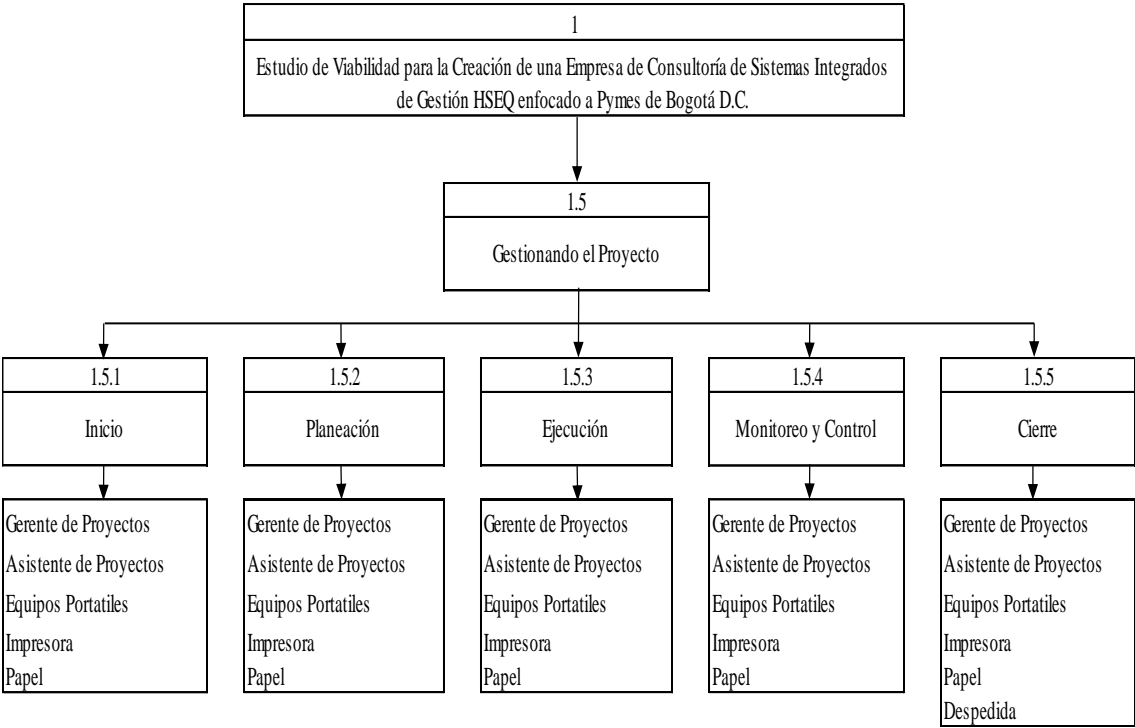 1
Estudio de Viabilidad para la Creación de una Empresa de Consultoría de Sistemas Integrados
de Gestión HSEQ enfocado a Pymes de Bogotá D.C.
1.5
Gestionando el Proyecto
1.5.1
Inicio
Gerente de Proyectos
Asistente de Proyectos
Equipos Portatiles
Impresora
Papel
1.5.2
Planeación
Gerente de Proyectos
Asistente de Proyectos
Equipos Portatiles
Impresora
Papel
1.5.3
Ejecución
Gerente de Proyectos
Asistente de Proyectos
Equipos Portatiles
Impresora
Papel
1.5.4
Monitoreo y Control
Gerente de Proyectos
Asistente de Proyectos
Equipos Portatiles
Impresora
Papel
1.5.5
Cierre
Gerente de Proyectos
Asistente de Proyectos
Equipos Portatiles
Impresora
Papel
Despedida